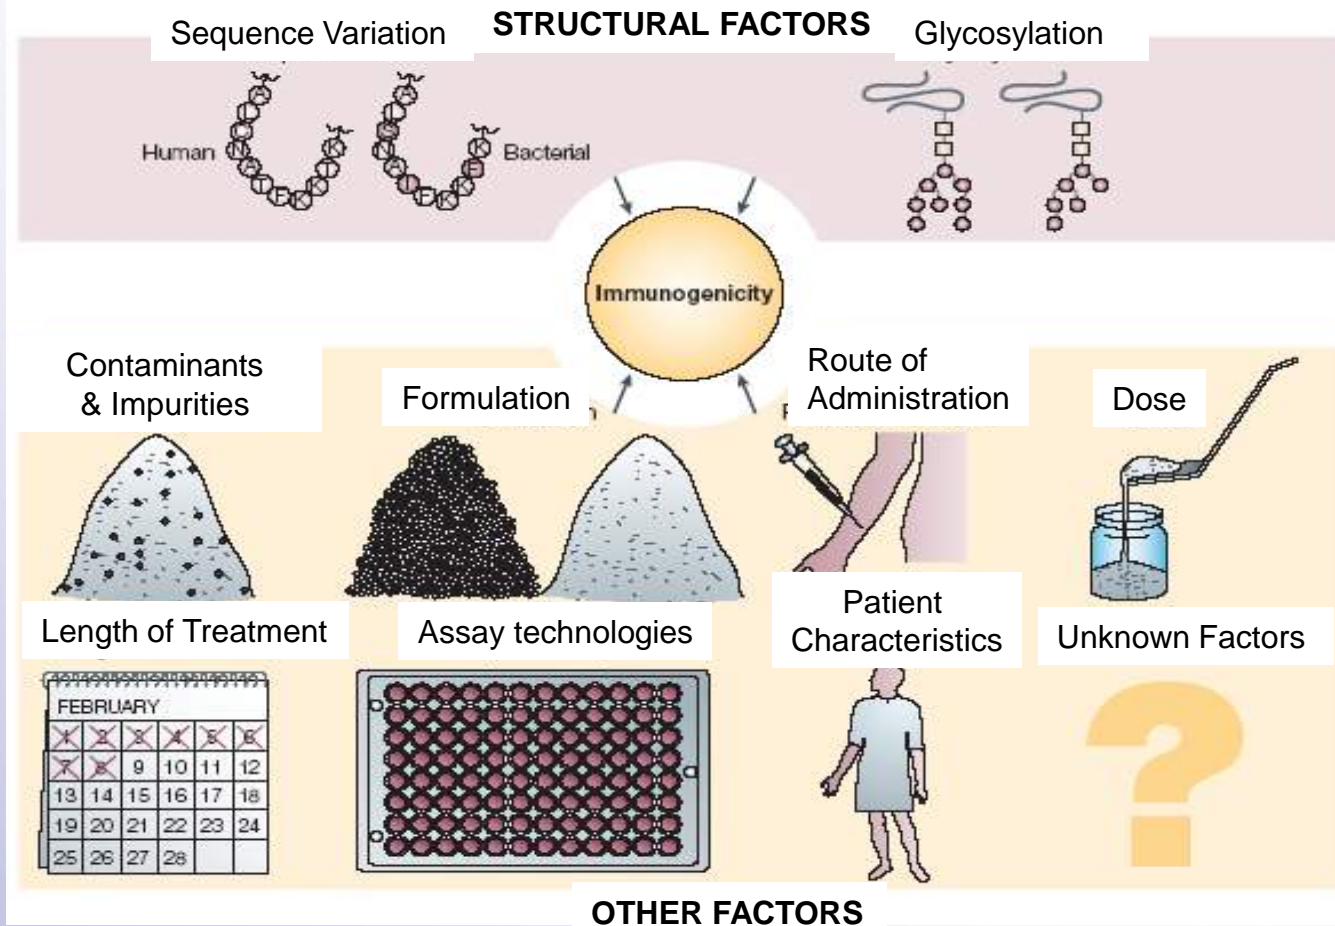 STRUCTURAL FACTORS
Sequence Variation
Glycosylation
Human
Bacterial
Immunogenicity
Contaminants
& Impurities
Formulation
Route of
Administration
Dose
Length of Treatment
Assay technologies
Patient
Characteristics
Unknown Factors
FEBRUARY
1 2 3 4 5 6
7 8 9 10 11 12
13 14 15 16 17 18
19 20 21 22 23 24
25 26 27 28
?
OTHER FACTORS